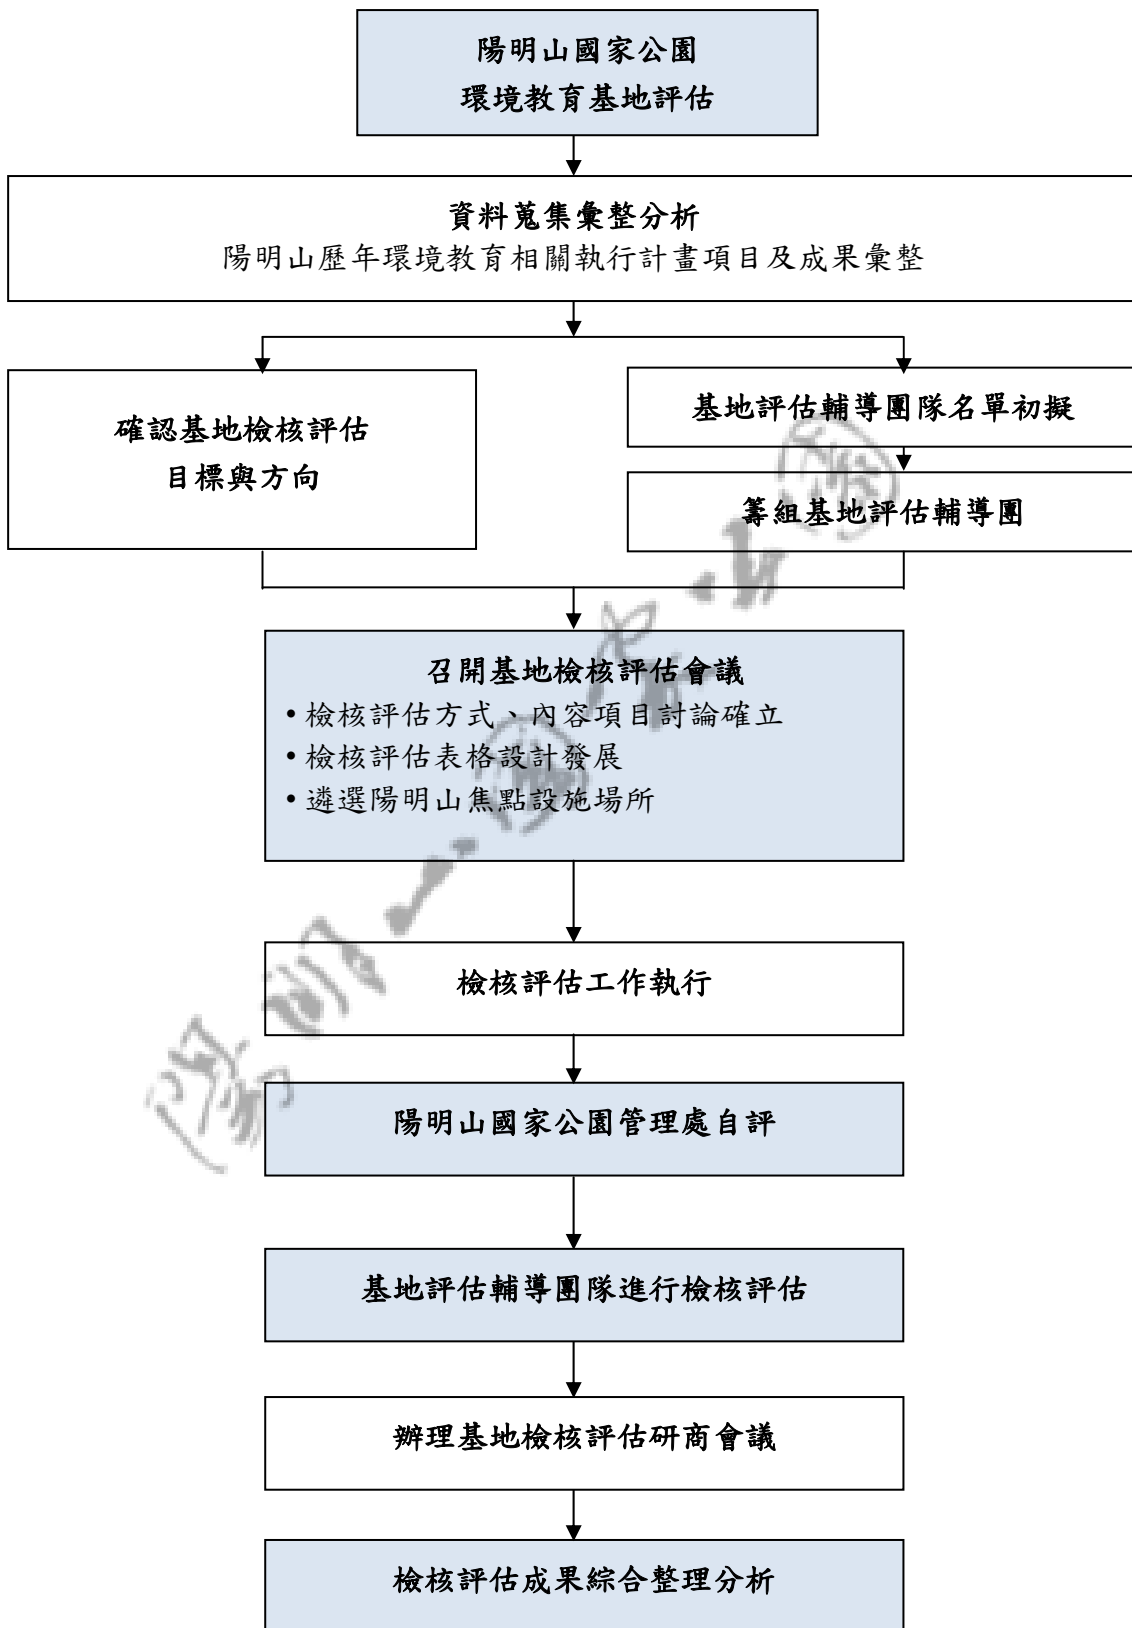 陽明山國家公園
環境教育基地評估
資料蒐集彙整分析
陽明山歷年環境教育相關執行計畫項目及成果彙整
確認基地檢核評估
目標與方向
基地評估輔導團隊名單初擬
籌組基地評估輔導團
召開基地檢核評估會議
•檢核評估方式、內容項目討論確立
•檢核評估表格設計發展
•遴選陽明山焦點設施場所
檢核評估工作執行
陽明山國家公園管理處自評
基地評估輔導團隊進行檢核評估
辦理基地檢核評估研商會議
檢核評估成果綜合整理分析
陽明山國家公園